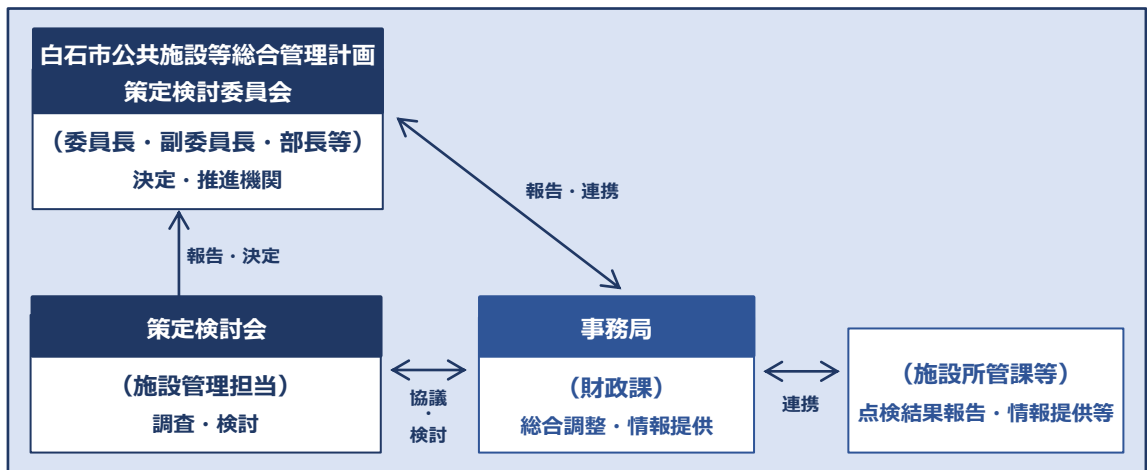 白石市公共施設等総合管理計画
策定検討委員会
（委員長・副委員長・部長等）
決定・推進機関
報告・連携
報告・決定
策定検討会
（施設管理担当）
調査・検討
協議
・
検討
事務局
（財政課）
総合調整・情報提供
連携
（施設所管課等）
点検結果報告・情報提供等